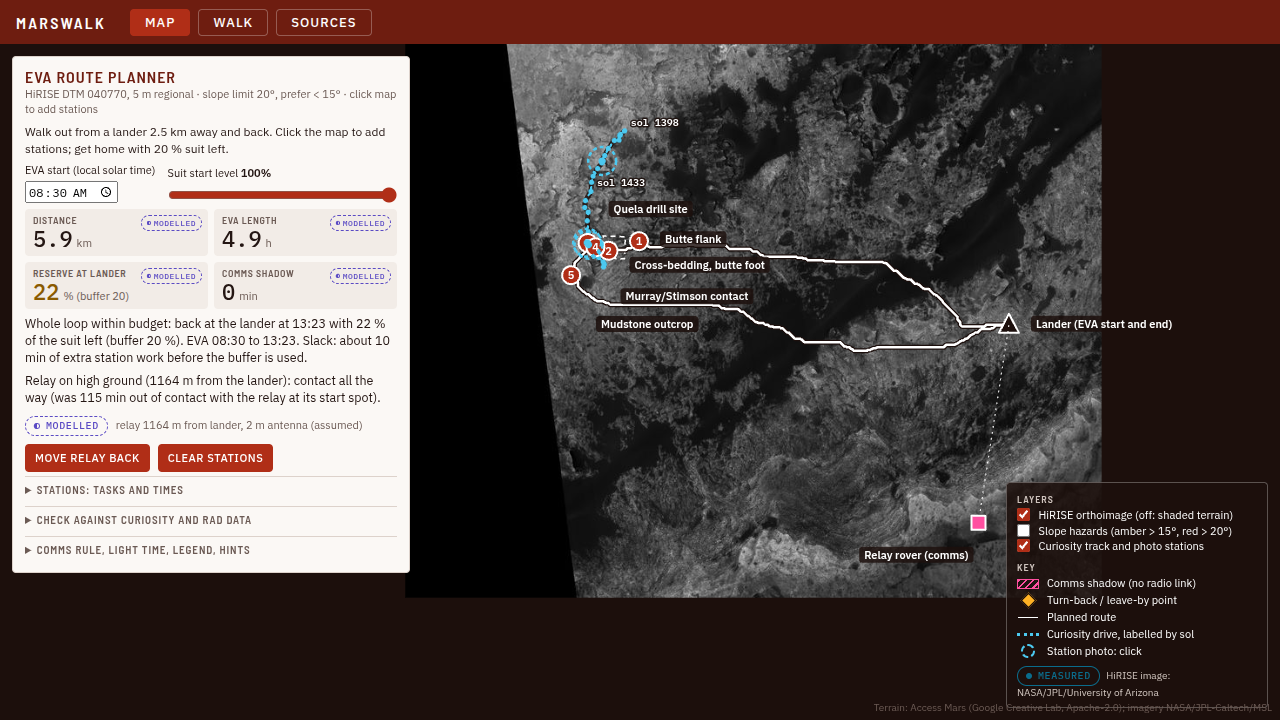 MARSWALK
MAP
WALK
SOURCES
EVA ROUTE PLANNER
HiRISE DTM 040770, 5 m regional · slope limit 20°, prefer < 15° · click map
to add stations
Walk out from a lander 2.5 km away and back. Click the map to add
stations; get home with 20 % suit left.
EVA start (local solar time)
Suit start level 100%
08:30 AM
DISTANCE
MODELLED
5.9 km
EVA LENGTH
MODELLED
4.9 h
RESERVE AT LANDER
MODELLED
22 % (buffer 20)
COMMS SHADOW
MODELLED
0 min
Whole loop within budget: back at the lander at 13:23 with 22 %
of the suit left (buffer 20 %). EVA 08:30 to 13:23. Slack: about 10
min of extra station work before the buffer is used.
Relay on high ground (1164 m from the lander): contact all the
way (was 115 min out of contact with the relay at its start spot).
MODELLED
relay 1164 m from lander, 2 m antenna (assumed)
MOVE RELAY BACK
CLEAR STATIONS
STATIONS: TASKS AND TIMES
CHECK AGAINST CURIOSITY AND RAD DATA
COMMS RULE, LIGHT TIME, LEGEND, HINTS
sol 1398
sol 1433
Quela drill site
1
Butte flank
4
2
Cross-bedding, butte foot
5
Murray/Stimson contact
Mudstone outcrop
Lander (EVA start and end)
Relay rover (comms)
LAYERS
HiRISE orthoimage (off: shaded terrain)
Slope hazards (amber > 15°, red > 20°)
Curiosity track and photo stations
KEY
Comms shadow (no radio link)
Turn-back / leave-by point
Planned route
Curiosity drive, labelled by sol
Station photo: click
MEASURED
HiRISE image:
NASA/JPL/University of Arizona
Terrain: Access Mars (Google Creative Lab, Apache-2.0); imagery NASA/JPL-Caltech/MSL